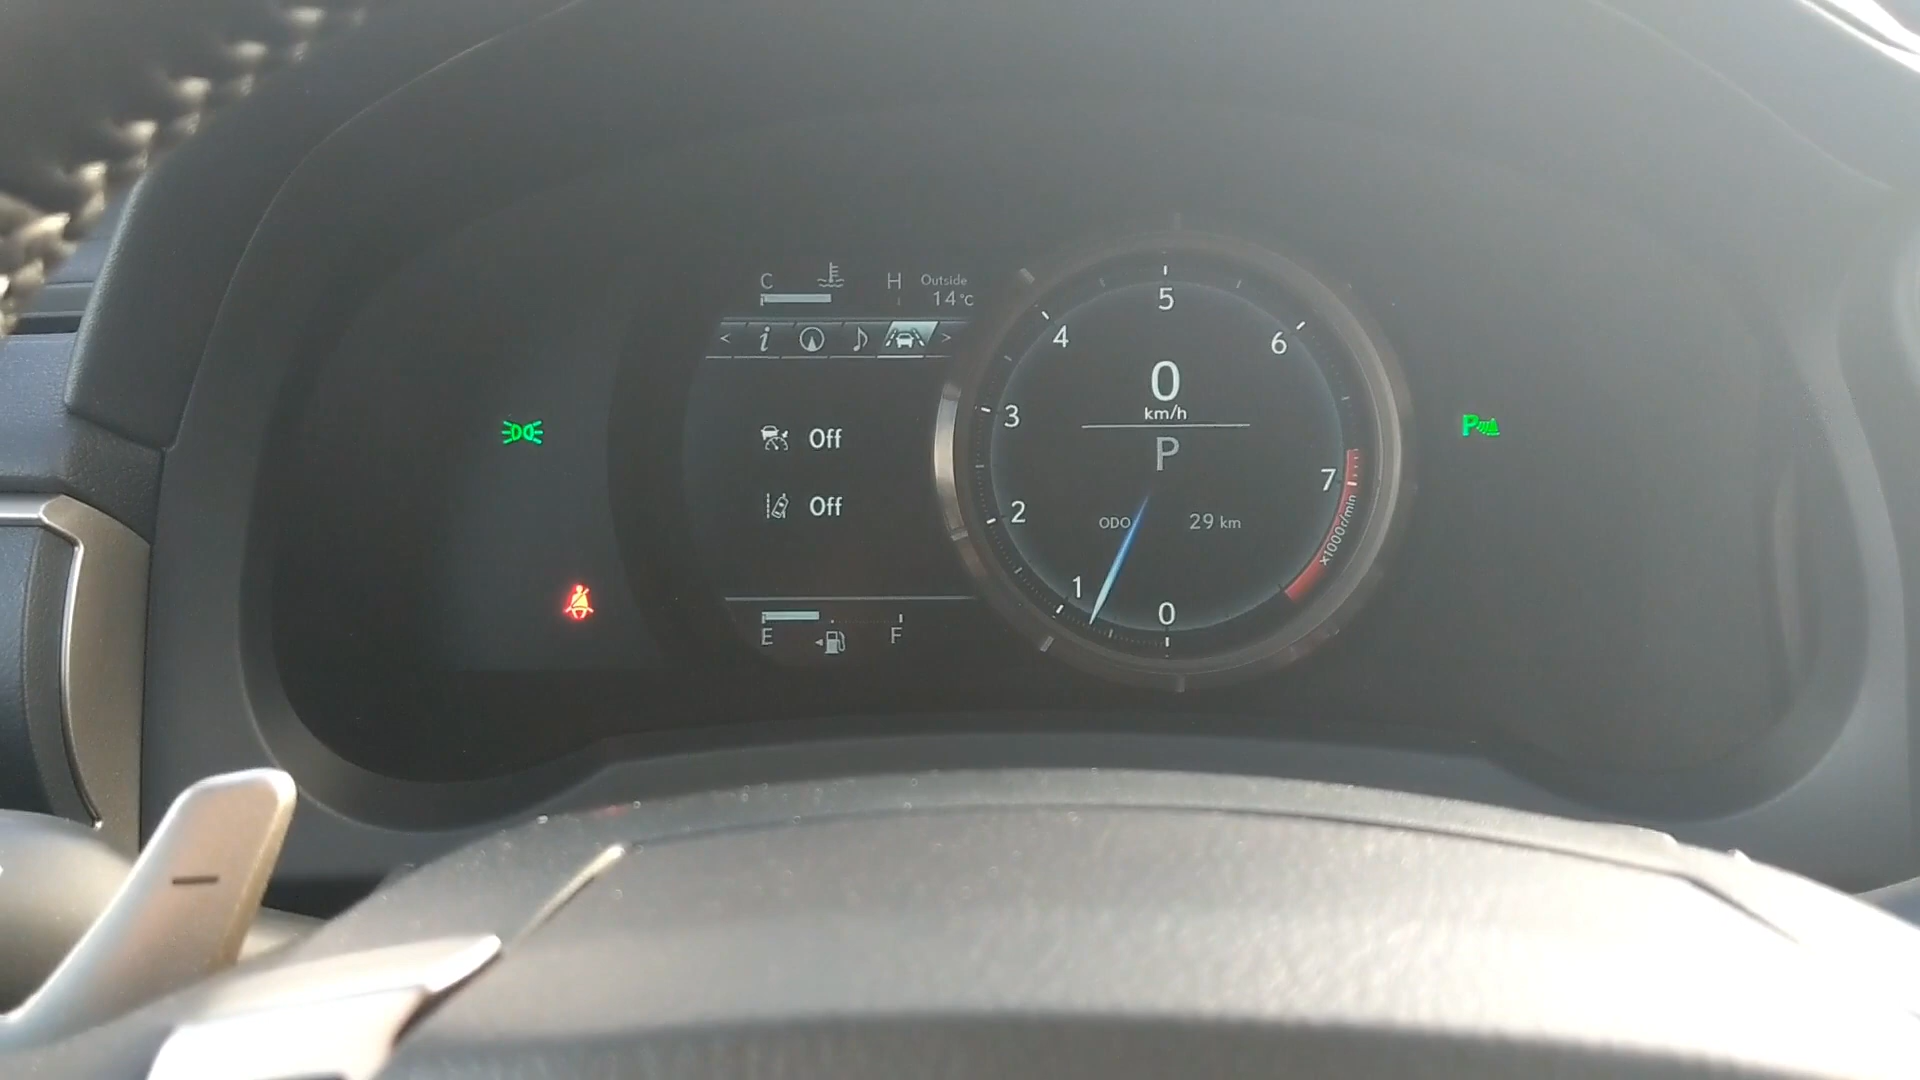 C H Outside
14°C
< i >
Off
Off
E F
5
4 6
3
2 7
1 0
0
km/h
P
ODO 29 km
x1000r/min
P